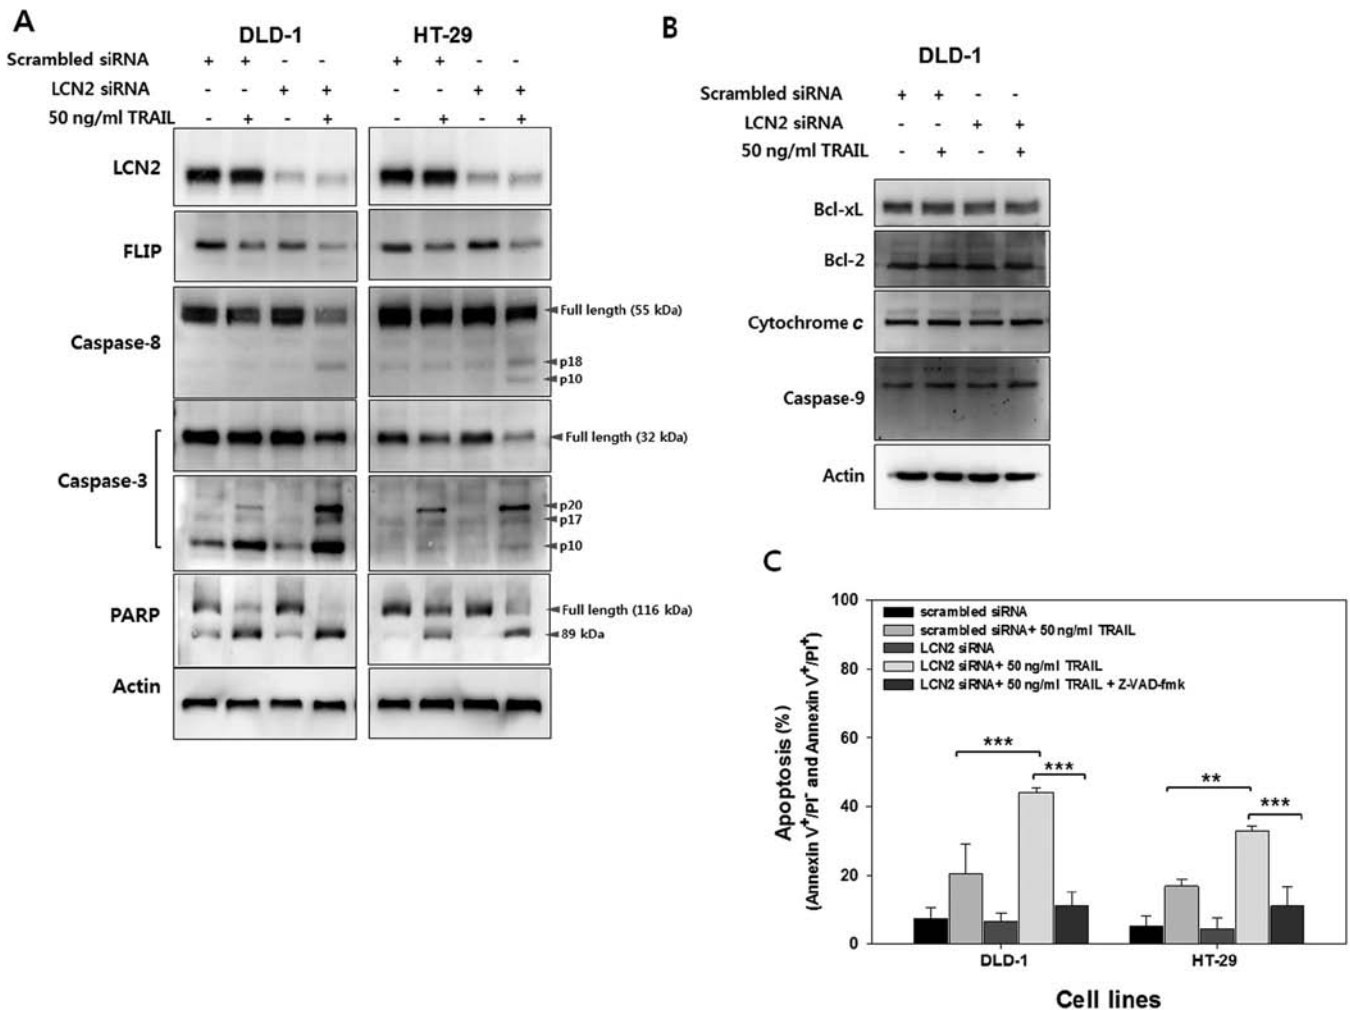 A
DLD-1 HT-29
Scrambled siRNA + + - - + + - -
LCN2 siRNA - - + + - - + +
50 ng/ml TRAIL - + - + - + - +
LCN2
FLIP
Caspase-8
Full length (55 kDa)
p18
p10
Caspase-3
Full length (32 kDa)
p20
p17
p10
PARP
Full length (116 kDa)
89 kDa
Actin
B
DLD-1
Scrambled siRNA + + - -
LCN2 siRNA - - + +
50 ng/ml TRAIL - + - +
Bcl-xL
Bcl-2
Cytochrome c
Caspase-9
Actin
C
Apoptosis (%)
(Annexin V⁺/PI⁻ and Annexin V⁺/PI⁺)
100
80
60
40
20
0
scrambled siRNA
scrambled siRNA+ 50 ng/ml TRAIL
LCN2 siRNA
LCN2 siRNA+ 50 ng/ml TRAIL
LCN2 siRNA+ 50 ng/ml TRAIL + Z-VAD-fmk
***
***
**
***
DLD-1 HT-29
Cell lines